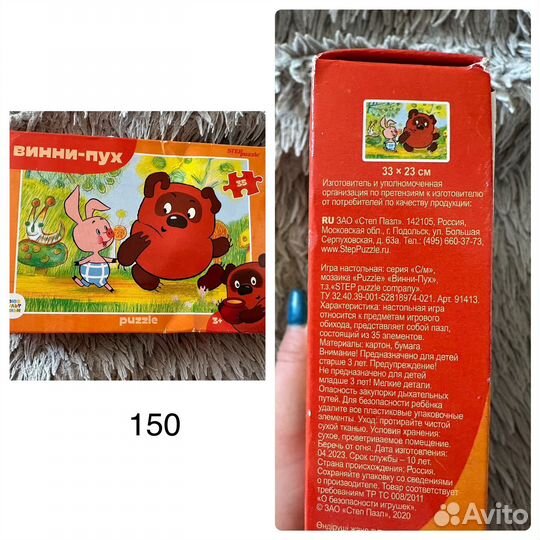 STEP puzzle
ВИННИ-ПУХ
35
puzzle
3+
150
33 × 23 см
Изготовитель и уполномоченная
организация по претензиям к изготовителю
от потребителей по качеству продукции:
RU ЗАО «Степ Пазл». 142105, Россия,
Московская обл., г. Подольск, ул. Большая
Серпуховская, д. 63а. Тел.: (495) 660-37-73,
www.StepPuzzle.com
Игра настольная: серия «С/м»,
мозаика «Puzzle» «Винни-Пух»,
т.з.«STEP puzzle company».
ТУ 32.40.39-001-52818974-021. Арт. 91413.
Характеристика: настольная игра
относится к предметам игрового
обихода, представляет собой пазл,
состоящий из 35 элементов.
Материалы: картон, бумага.
Внимание! Предназначено для детей
старше 3 лет. Предупреждение!
Не предназначено для детей
младше 3 лет! Мелкие детали.
Опасность закупорки дыхательных
путей. Для безопасности ребёнка
удалите все пластиковые упаковочные
элементы. Уход: протирайте чистой
сухой тканью. Условия хранения:
сухое, проветриваемое помещение.
Беречь от огня. Дата изготовления:
04.2023. Срок службы – 10 лет.
Страна происхождения: Россия.
Сохраняйте упаковку со сведениями
о производителе. Товар соответствует
требованиям ТР ТС 008/2011
«О безопасности игрушек».
© ЗАО «Степ Пазл», 2020
Avito